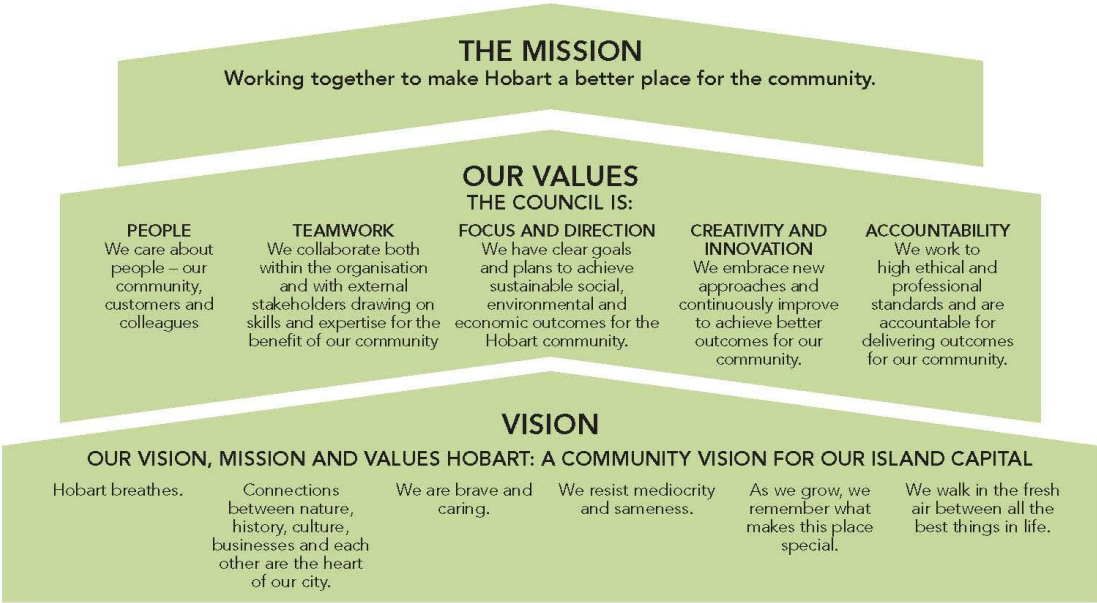 THE MISSION
Working together to make Hobart a better place for the community.
OUR VALUES
THE COUNCIL IS:
PEOPLE
We care about
people – our
community,
customers and
colleagues
TEAMWORK
We collaborate both
within the organisation
and with external
stakeholders drawing on
skills and expertise for the
benefit of our community
FOCUS AND DIRECTION
We have clear goals
and plans to achieve
sustainable social,
environmental and
economic outcomes for the
Hobart community.
CREATIVITY AND
INNOVATION
We embrace new
approaches and
continuously improve
to achieve better
outcomes for our
community.
ACCOUNTABILITY
We work to
high ethical and
professional
standards and are
accountable for
delivering outcomes
for our community.
VISION
OUR VISION, MISSION AND VALUES HOBART: A COMMUNITY VISION FOR OUR ISLAND CAPITAL
Hobart breathes.
Connections
between nature,
history, culture,
businesses and each
other are the heart
of our city.
We are brave and
caring.
We resist mediocrity
and sameness.
As we grow, we
remember what
makes this place
special.
We walk in the fresh
air between all the
best things in life.